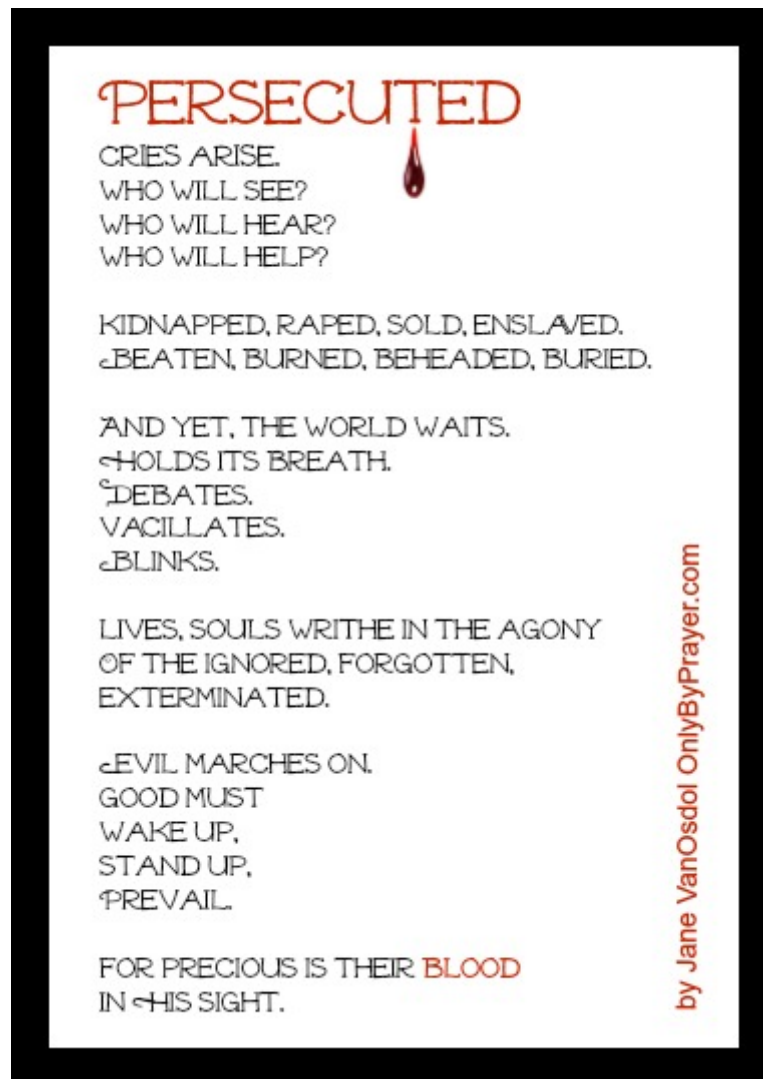 PERSECUTED
CRIES ARISE.
WHO WILL SEE?
WHO WILL HEAR?
WHO WILL HELP?
KIDNAPPED, RAPED, SOLD, ENSLAVED.
BEATEN, BURNED, BEHEADED, BURIED.
AND YET, THE WORLD WAITS.
HOLDS ITS BREATH.
DEBATES.
VACILLATES.
BLINKS.
LIVES, SOULS WRITHE IN THE AGONY
OF THE IGNORED, FORGOTTEN,
EXTERMINATED.
EVIL MARCHES ON.
GOOD MUST
WAKE UP,
STAND UP,
PREVAIL.
FOR PRECIOUS IS THEIR BLOOD
IN HIS SIGHT.
by Jane VanOsdol OnlyByPrayer.com